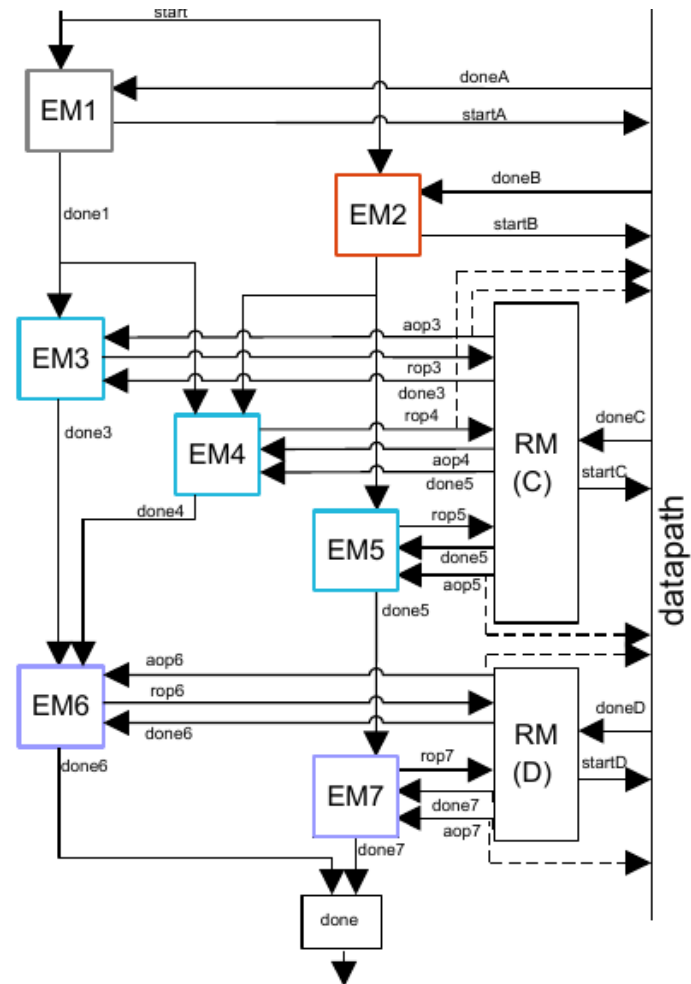 start
doneA
EM1
startA
doneB
done1
EM2
startB
aop3
EM3
rop3
done3
done3
rop4
doneC
EM4
RM
(C)
aop4
startC
done5
done4
rop5
EM5
done5
aop5
done5
datapath
aop6
EM6
rop6
doneD
done6
RM
(D)
done6
rop7
startD
EM7
done7
aop7
done7
done